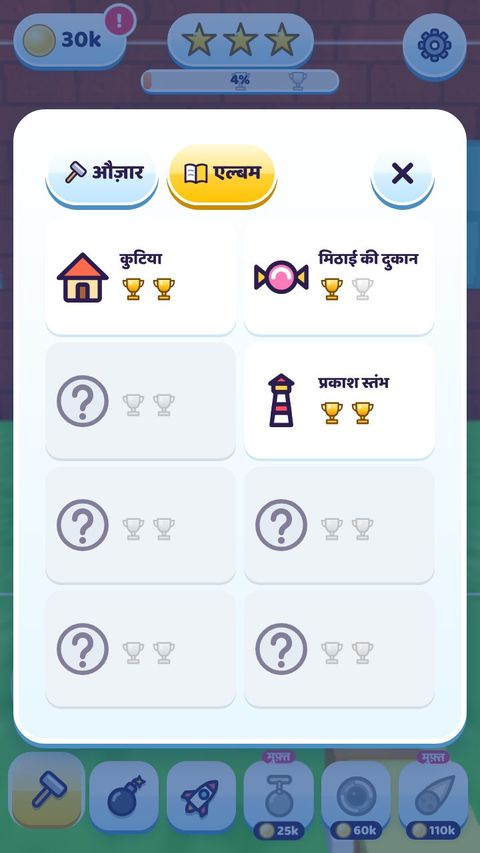 30k
!
4%
औज़ार
एल्बम
कुटिया
मिठाई की दुकान
प्रकाश स्तंभ
मुफ़्त
मुफ़्त
25k
60k
110k